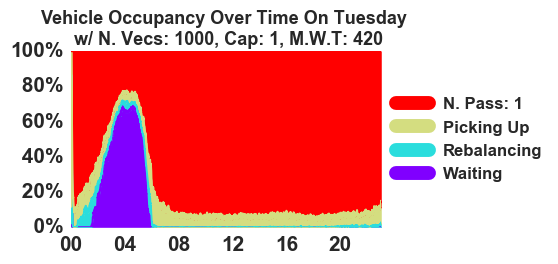 Vehicle Occupancy Over Time On Tuesday
w/ N. Vecs: 1000, Cap: 1, M.W.T: 420
100%
80%
60%
40%
20%
0%
00 04 08 12 16 20
N. Pass: 1
Picking Up
Rebalancing
Waiting